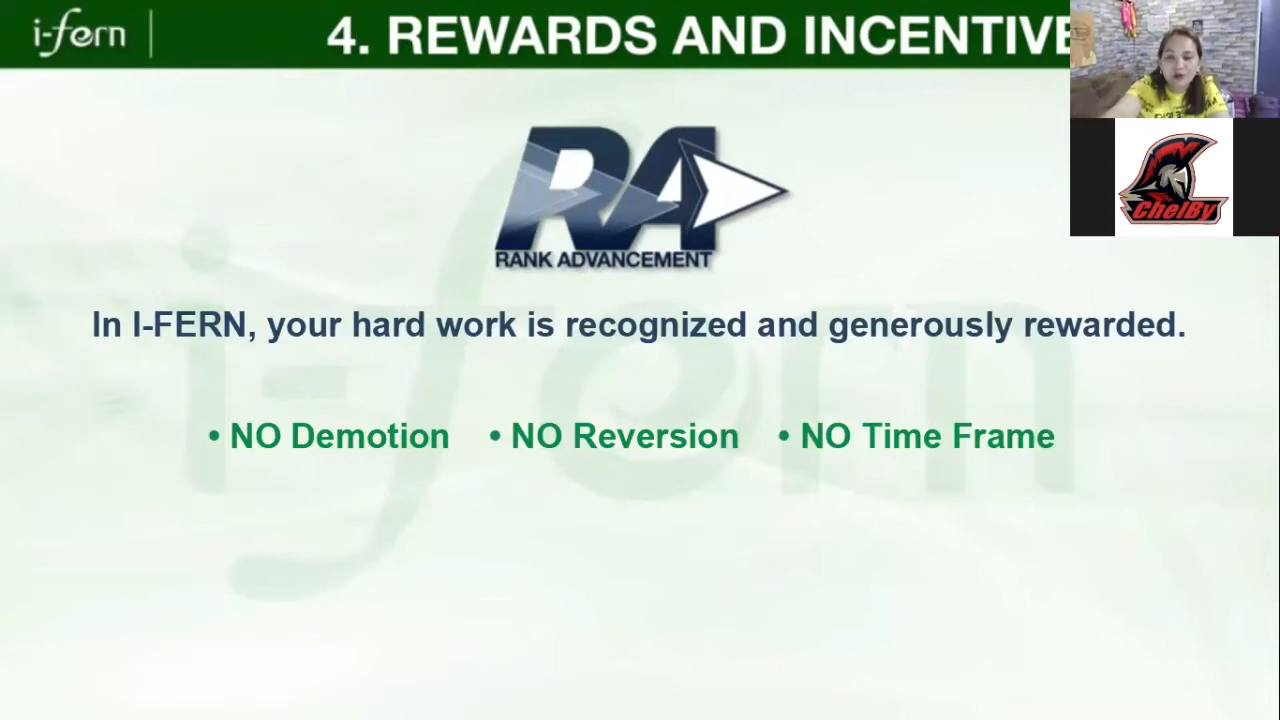 i-fern
4. REWARDS AND INCENTIVE
RA
RANK ADVANCEMENT
ChelBy
In I-FERN, your hard work is recognized and generously rewarded.
• NO Demotion • NO Reversion • NO Time Frame
i-fern